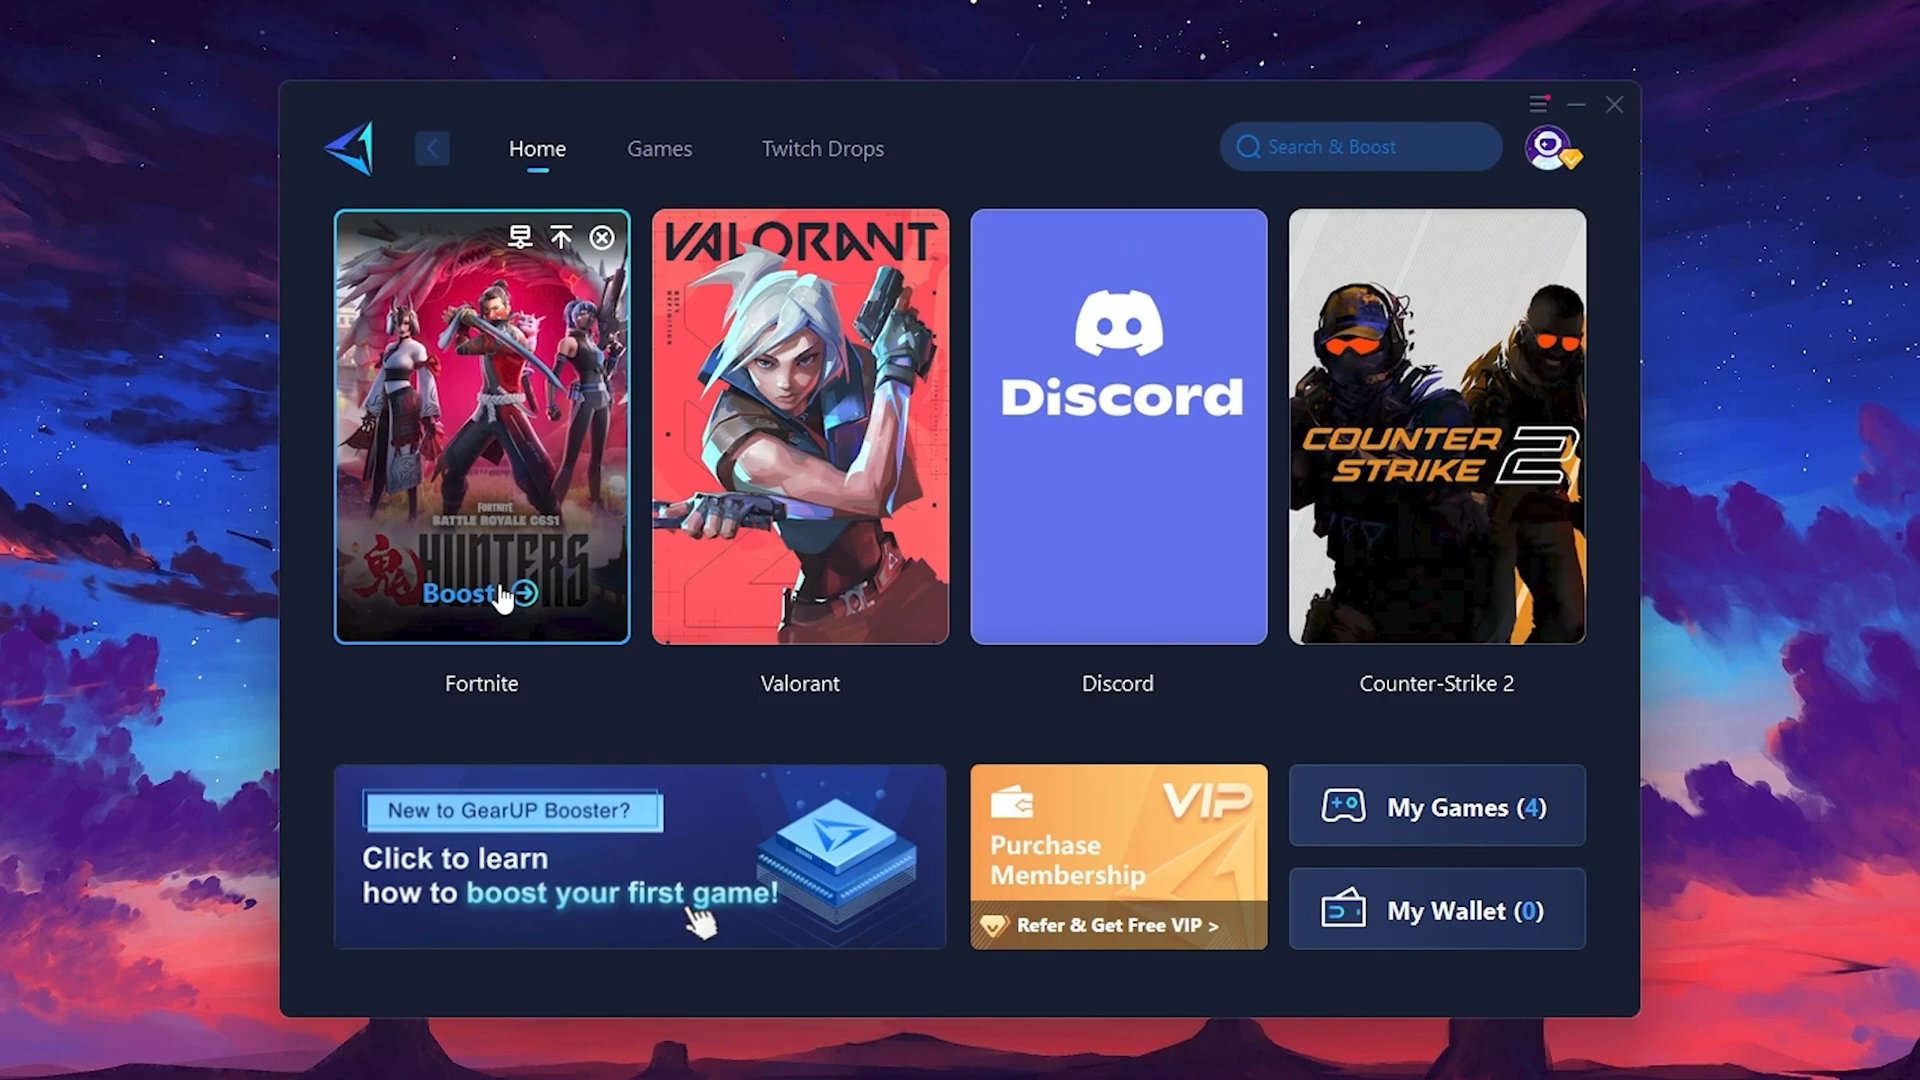 Home
Games
Twitch Drops
Search & Boost
FORTNITE
BATTLE ROYALE C6S1
鬼 HUNTERS
Boost
VALORANT
Discord
COUNTER
STRIKE 2
Fortnite
Valorant
Discord
Counter-Strike 2
New to GearUP Booster?
Click to learn
how to boost your first game!
VIP
Purchase
Membership
Refer & Get Free VIP >
My Games (4)
My Wallet (0)